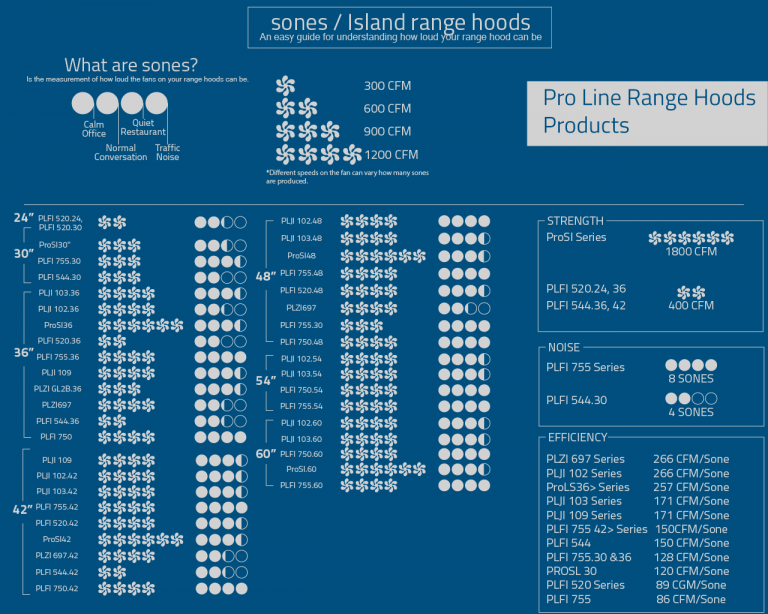 sones / Island range hoods
An easy guide for understanding how loud your range hood can be
What are sones?
Is the measurement of how loud the fans on your range hoods can be.
Calm
Office
Normal
Conversation
Quiet
Restaurant
Traffic
Noise
300 CFM
600 CFM
900 CFM
1200 CFM
*Different speeds on the fan can vary how many sones
are produced.
Pro Line Range Hoods
Products
24"
PLFI 520.24,
PLFI 520.30
30"
ProSI30"
PLFI 755.30
PLFI 544.30
36"
PLJI 103.36
PLJI 102.36
ProSI36
PLFI 520.36
PLFI 755.36
PLJI 109
PLZI GL2B.36
PLZI697
PLFI 544.36
PLFI 750
42"
PLJI 109
PLJI 102.42
PLJI 103.42
PLFI 755.42
PLFI 520.42
ProSI42
PLZI 697.42
PLFI 544.42
PLFI 750.42
48"
PLJI 102.48
PLJI 103.48
ProSI48
PLFI 755.48
PLFI 520.48
PLZI697
PLFI 755.30
PLFI 750.48
54"
PLJI 102.54
PLJI 103.54
PLFI 750.54
PLFI 755.54
60"
PLJI 102.60
PLJI 103.60
PLFI 750.60
ProSI.60
PLFI 755.60
STRENGTH
ProSI Series
1800 CFM
PLFI 520.24, 36
PLFI 544.36, 42
400 CFM
NOISE
PLFI 755 Series
8 SONES
PLFI 544.30
4 SONES
EFFICIENCY
PLZI 697 Series 266 CFM/Sone
PLJI 102 Series 266 CFM/Sone
ProLS36> Series 257 CFM/Sone
PLJI 103 Series 171 CFM/Sone
PLJI 109 Series 171 CFM/Sone
PLFI 755 42> Series 150CFM/Sone
PLFI 544 150 CFM/Sone
PLFI 755.30 &36 128 CFM/Sone
PROSL 30 120 CFM/Sone
PLFI 520 Series 89 CGM/Sone
PLFI 755 86 CFM/Sone